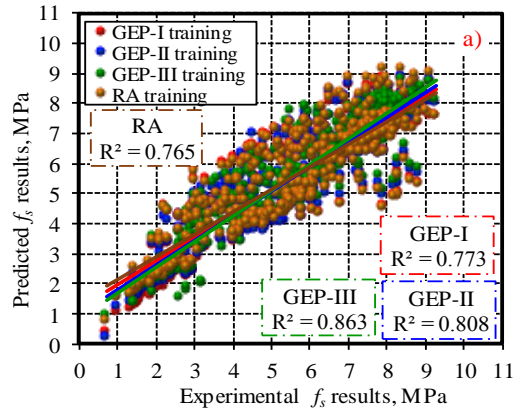 11
10
9
8
7
6
5
4
3
2
1
0
Predicted fs results, MPa
GEP-I training
GEP-II training
GEP-III training
RA training
a)
RA
R² = 0.765
GEP-I
R² = 0.773
GEP-III
R² = 0.863
GEP-II
R² = 0.808
0 1 2 3 4 5 6 7 8 9 10 11
Experimental fs results, MPa